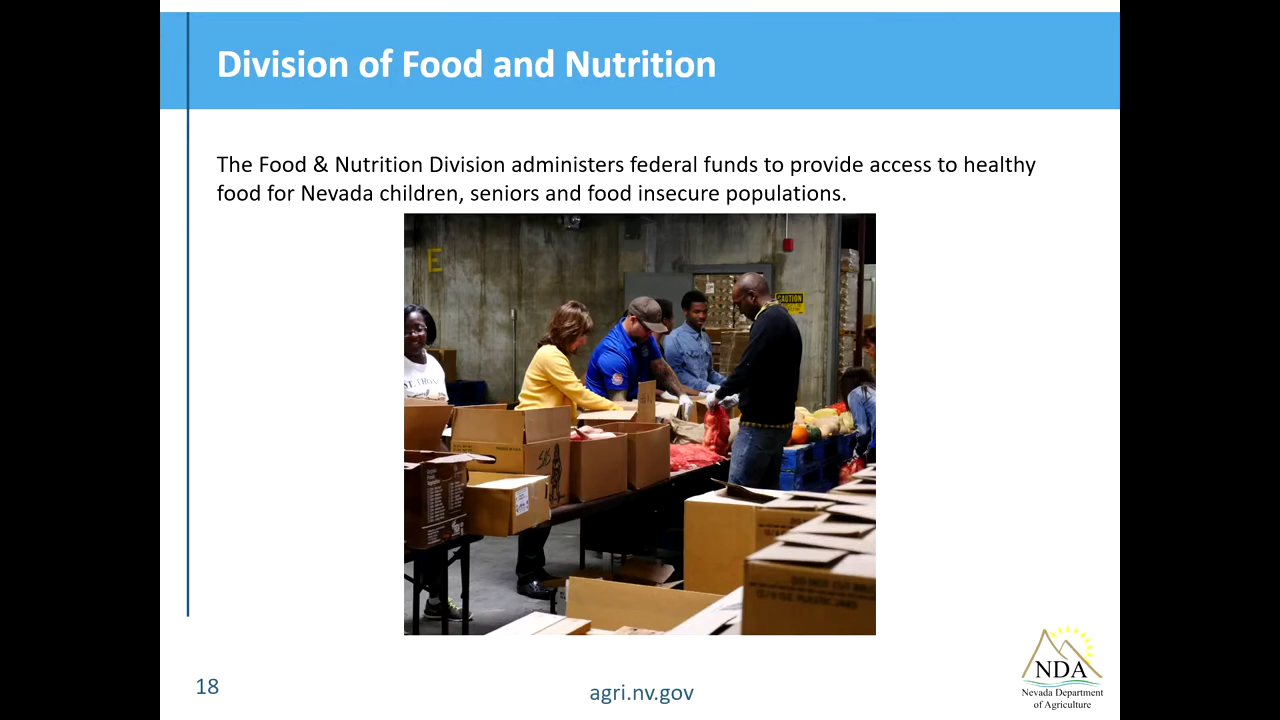 Division of Food and Nutrition
The Food & Nutrition Division administers federal funds to provide access to healthy
food for Nevada children, seniors and food insecure populations.
E
CAUTION
18
agri.nv.gov
NDA
Nevada Department
of Agriculture